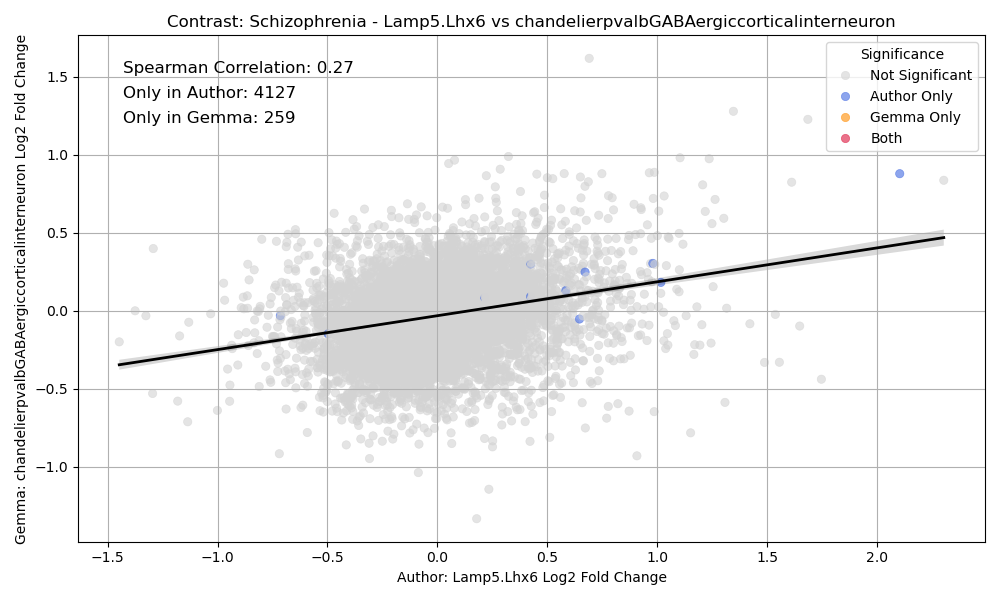 Contrast: Schizophrenia - Lamp5.Lhx6 vs chandelierpvalbGABAergiccorticalinterneuron
Spearman Correlation: 0.27
Only in Author: 4127
Only in Gemma: 259
Significance
Not Significant
Author Only
Gemma Only
Both
Gemma: chandelierpvalbGABAergiccorticalinterneuron Log2 Fold Change
1.5
1.0
0.5
0.0
−0.5
−1.0
−1.5 −1.0 −0.5 0.0 0.5 1.0 1.5 2.0
Author: Lamp5.Lhx6 Log2 Fold Change